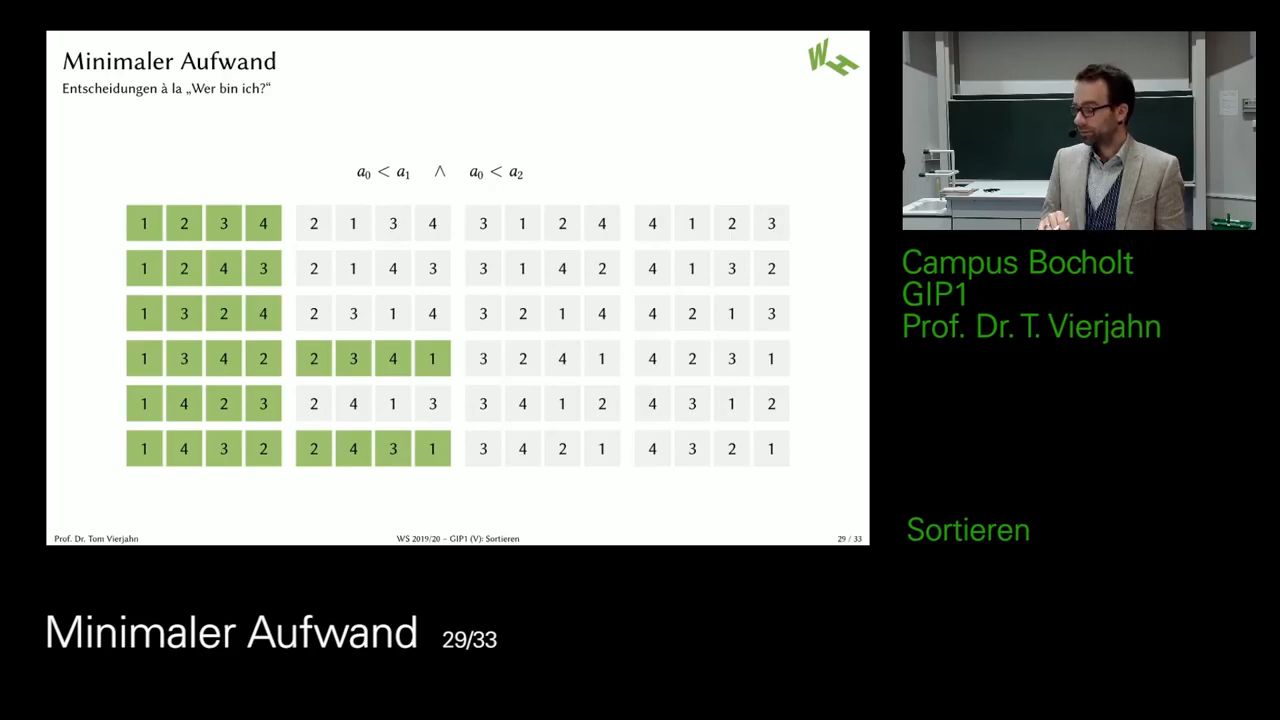 Minimaler Aufwand
Entscheidungen à la „Wer bin ich?“
WH
a₀ < a₁ ∧ a₀ < a₂
1 2 3 4 2 1 3 4 3 1 2 4 4 1 2 3
1 2 4 3 2 1 4 3 3 1 4 2 4 1 3 2
1 3 2 4 2 3 1 4 3 2 1 4 4 2 1 3
1 3 4 2 2 3 4 1 3 2 4 1 4 2 3 1
1 4 2 3 2 4 1 3 3 4 1 2 4 3 1 2
1 4 3 2 2 4 3 1 3 4 2 1 4 3 2 1
Prof. Dr. Tom Vierjahn WS 2019/20 – GIP1 (V): Sortieren 29 / 33
Campus Bocholt
GIP1
Prof. Dr. T. Vierjahn
Sortieren
Minimaler Aufwand 29/33